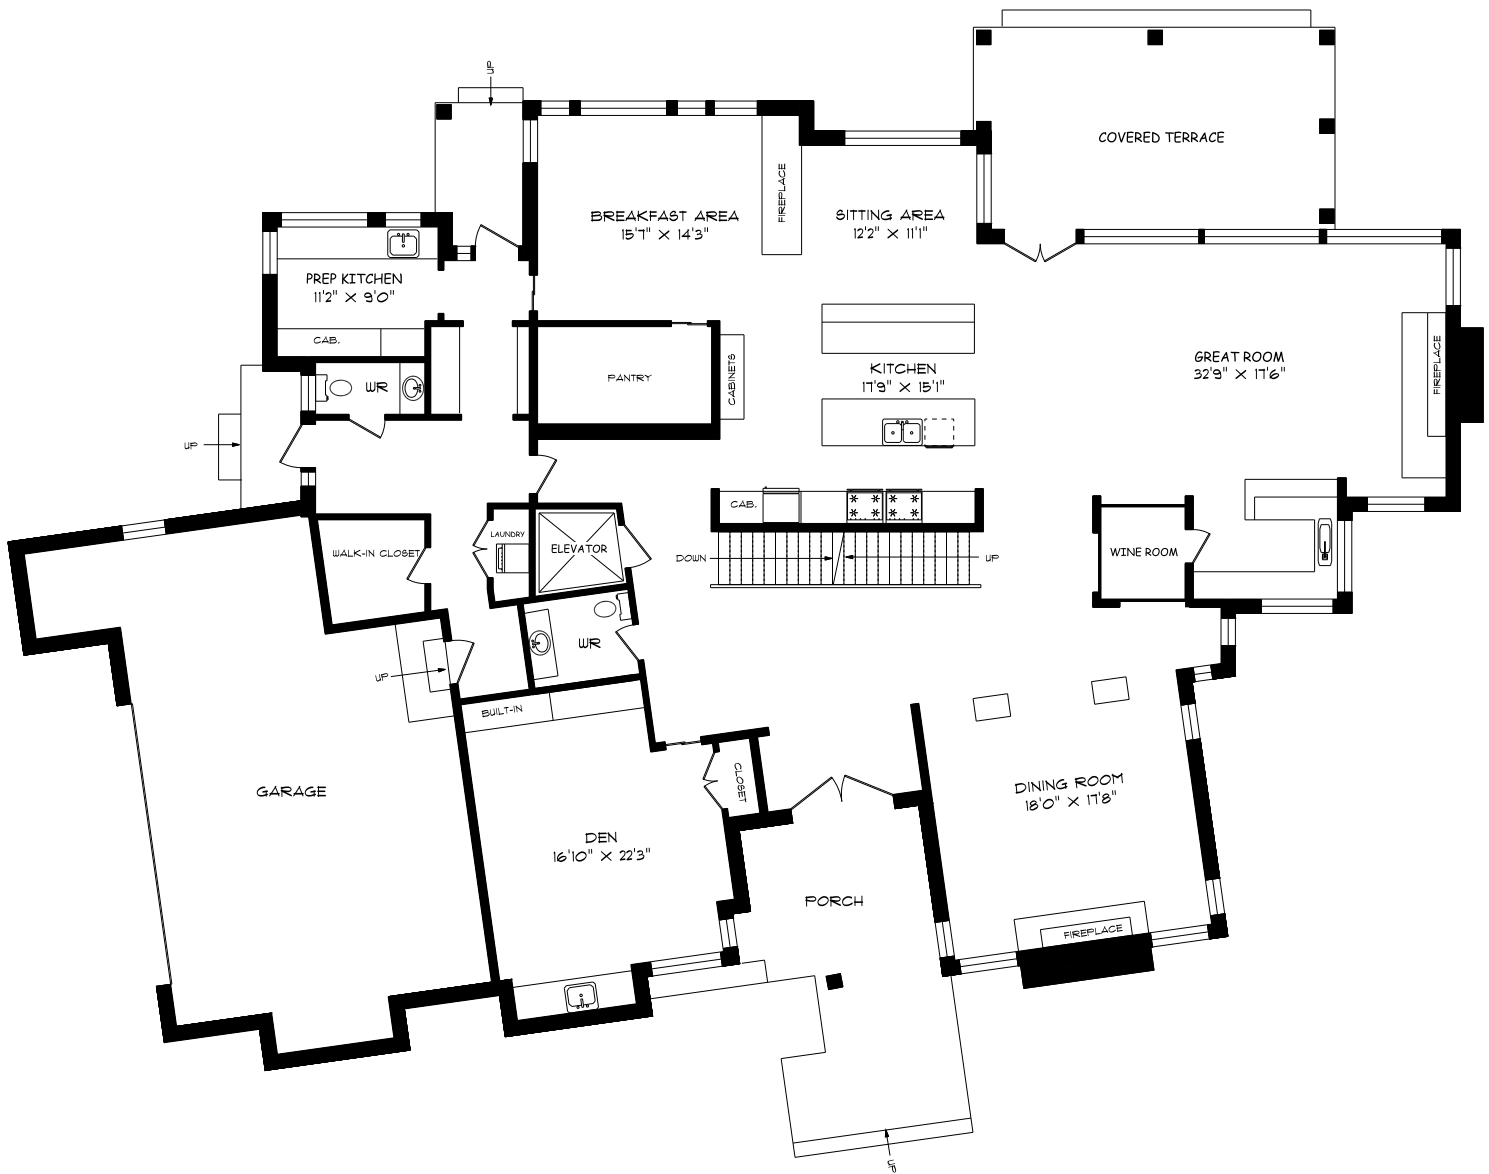 UP
COVERED TERRACE
FIREPLACE
BREAKFAST AREA
15'7" X 14'3"
SITTING AREA
12'2" X 11'1"
PREP KITCHEN
11'2" X 9'0"
CAB.
WR
PANTRY
CABINETS
KITCHEN
17'9" X 15'1"
GREAT ROOM
32'9" X 17'6"
FIREPLACE
UP
CAB.
WALK-IN CLOSET
LAUNDRY
ELEVATOR
DOWN
UP
WINE ROOM
WR
UP
BUILT-IN
GARAGE
CLOSET
DINING ROOM
18'0" X 17'8"
DEN
16'10" X 22'3"
PORCH
FIREPLACE
UP